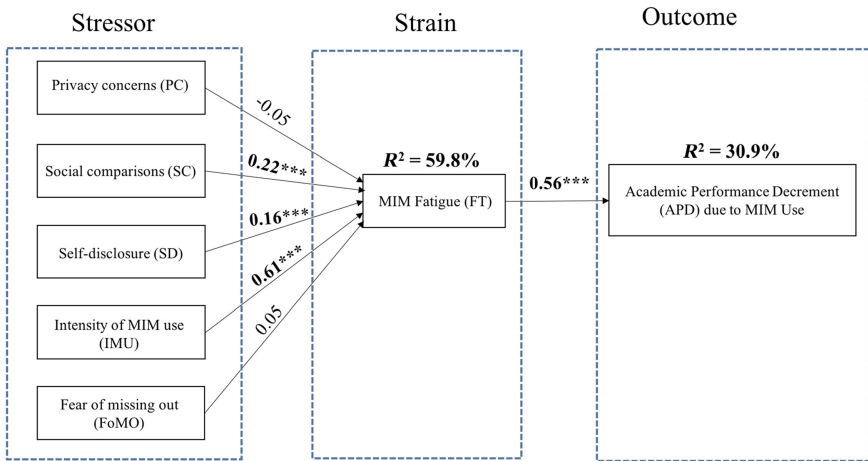 Stressor
Strain
Outcome
Privacy concerns (PC)
Social comparisons (SC)
Self-disclosure (SD)
Intensity of MIM use
(IMU)
Fear of missing out
(FoMO)
-0.05
0.22***
0.16***
0.61***
0.05
R² = 59.8%
MIM Fatigue (FT)
0.56***
R² = 30.9%
Academic Performance Decrement
(APD) due to MIM Use